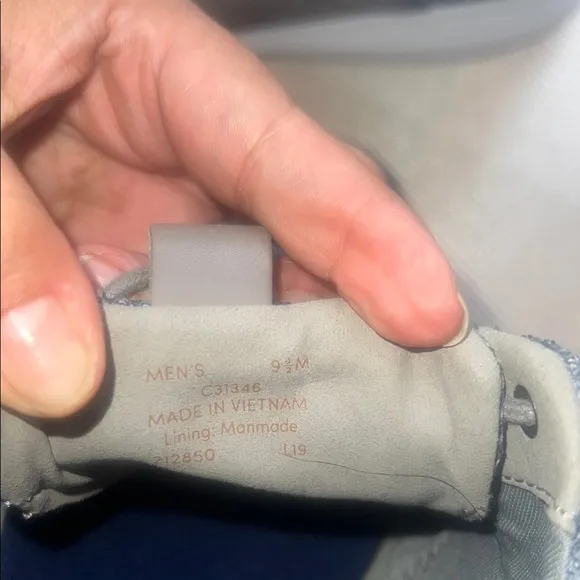 MEN'S 9½M
C31346
MADE IN VIETNAM
Lining: Manmade
212850 L19